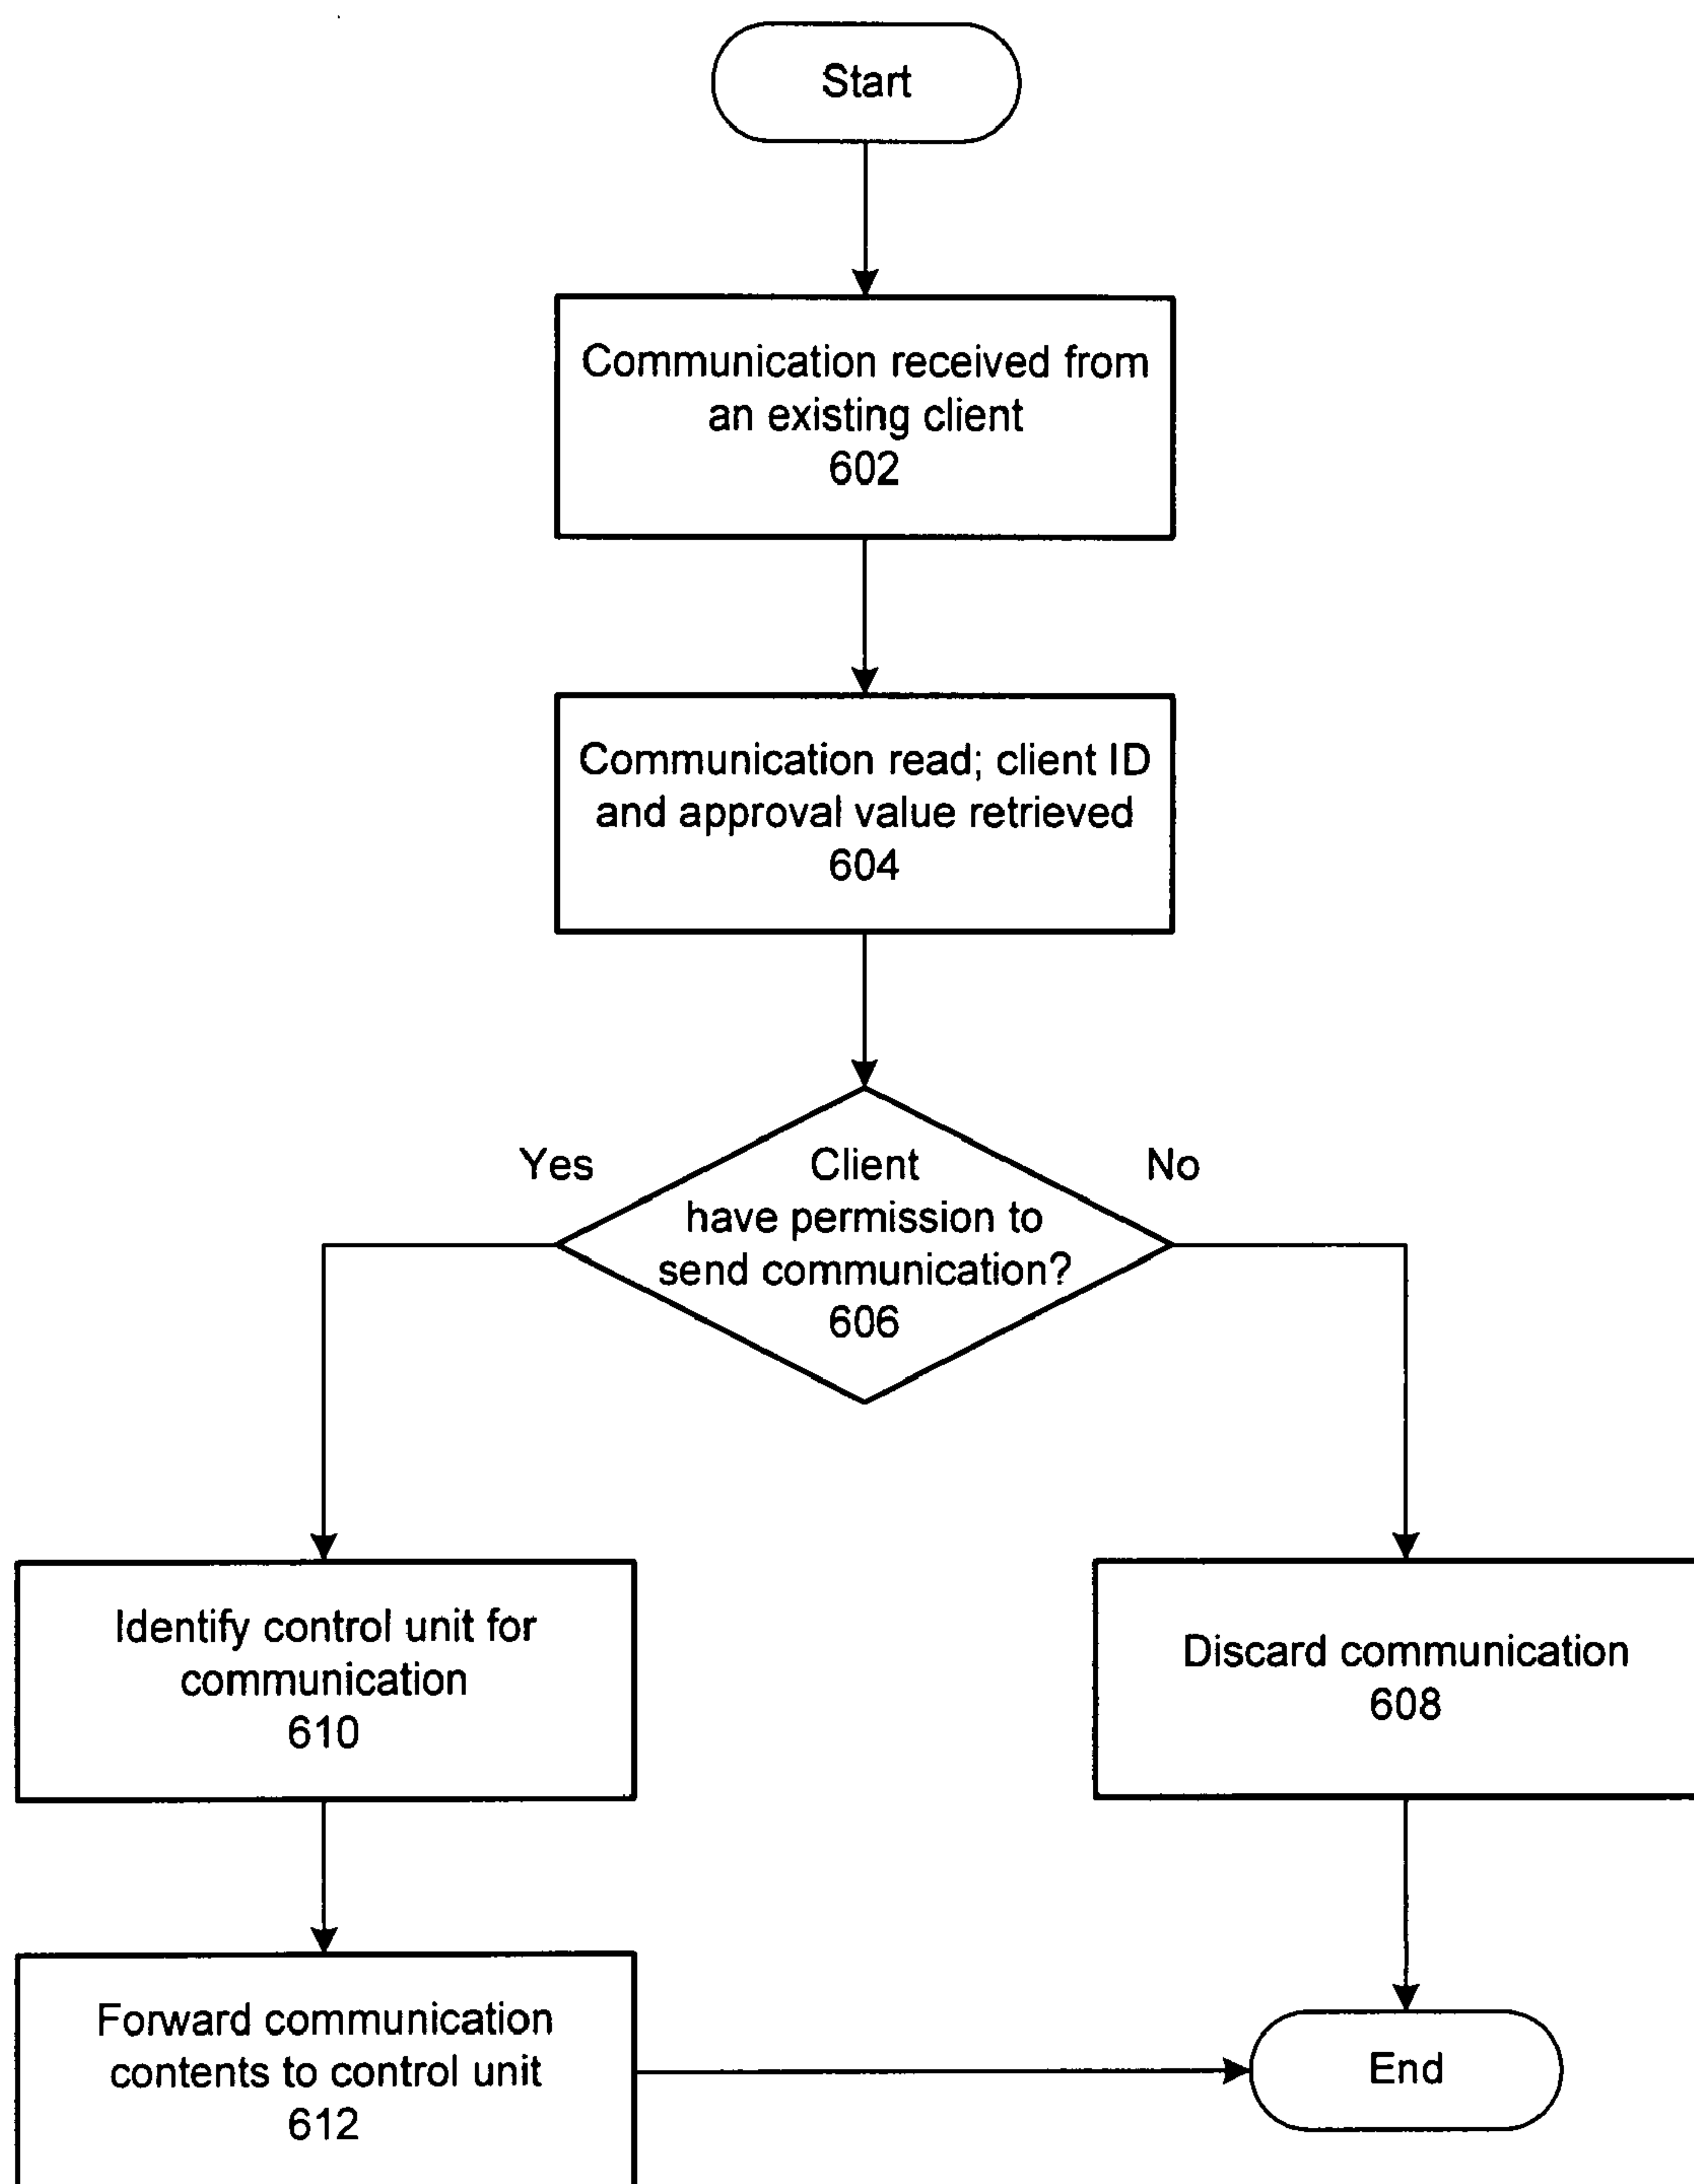 Start
Communication received from
an existing client
602
Communication read; client ID
and approval value retrieved
604
Yes
No
Client
have permission to
send communication?
606
Identify control unit for
communication
610
Discard communication
608
Forward communication
contents to control unit
612
End